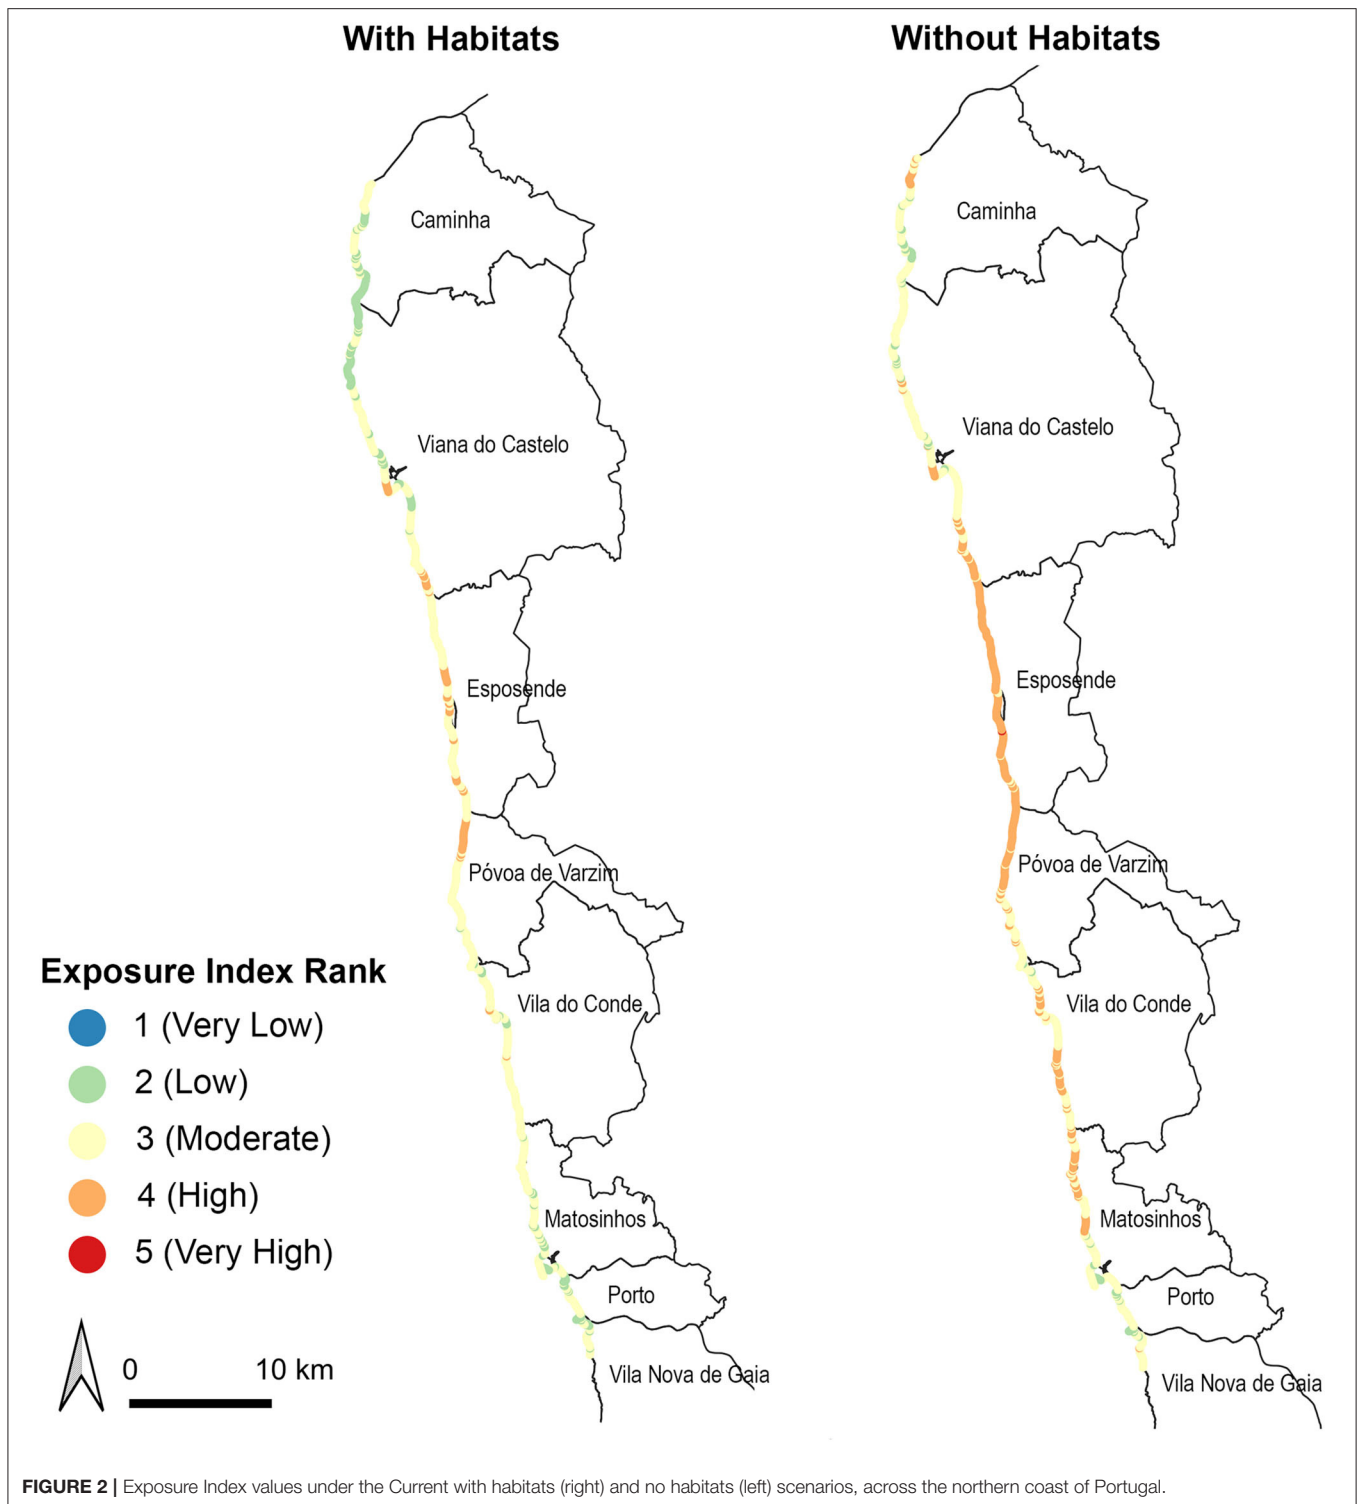 With Habitats
Without Habitats
Caminha
Caminha
Viana do Castelo
Viana do Castelo
Esposende
Esposende
Póvoa de Varzim
Póvoa de Varzim
Vila do Conde
Vila do Conde
Matosinhos
Matosinhos
Porto
Porto
Vila Nova de Gaia
Vila Nova de Gaia
Exposure Index Rank
1 (Very Low)
2 (Low)
3 (Moderate)
4 (High)
5 (Very High)
0 10 km
FIGURE 2 | Exposure Index values under the Current with habitats (right) and no habitats (left) scenarios, across the northern coast of Portugal.